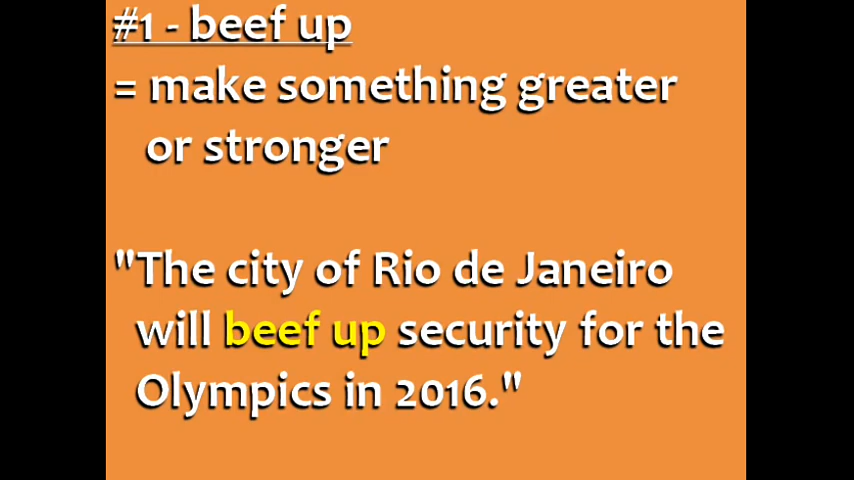 #1 - beef up
= make something greater
or stronger
"The city of Rio de Janeiro
will beef up security for the
Olympics in 2016."